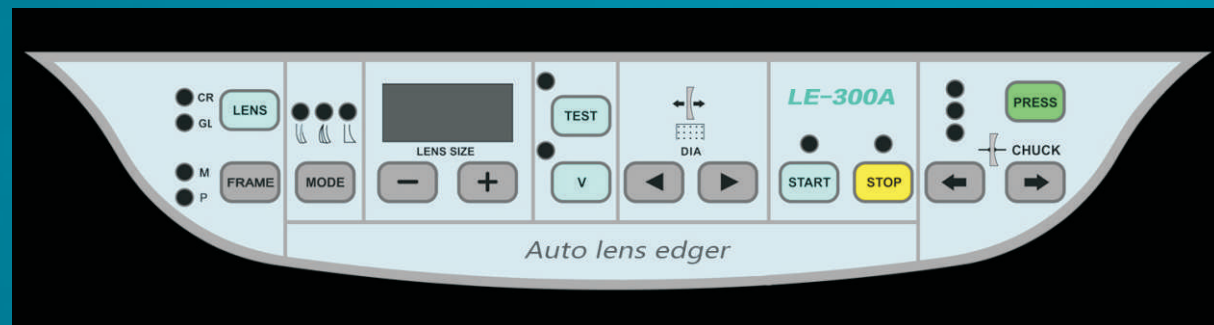 CR
GL
LENS
M
P
FRAME
MODE
LENS SIZE
TEST
V
DIA
LE-300A
START
STOP
PRESS
CHUCK
Auto lens edger